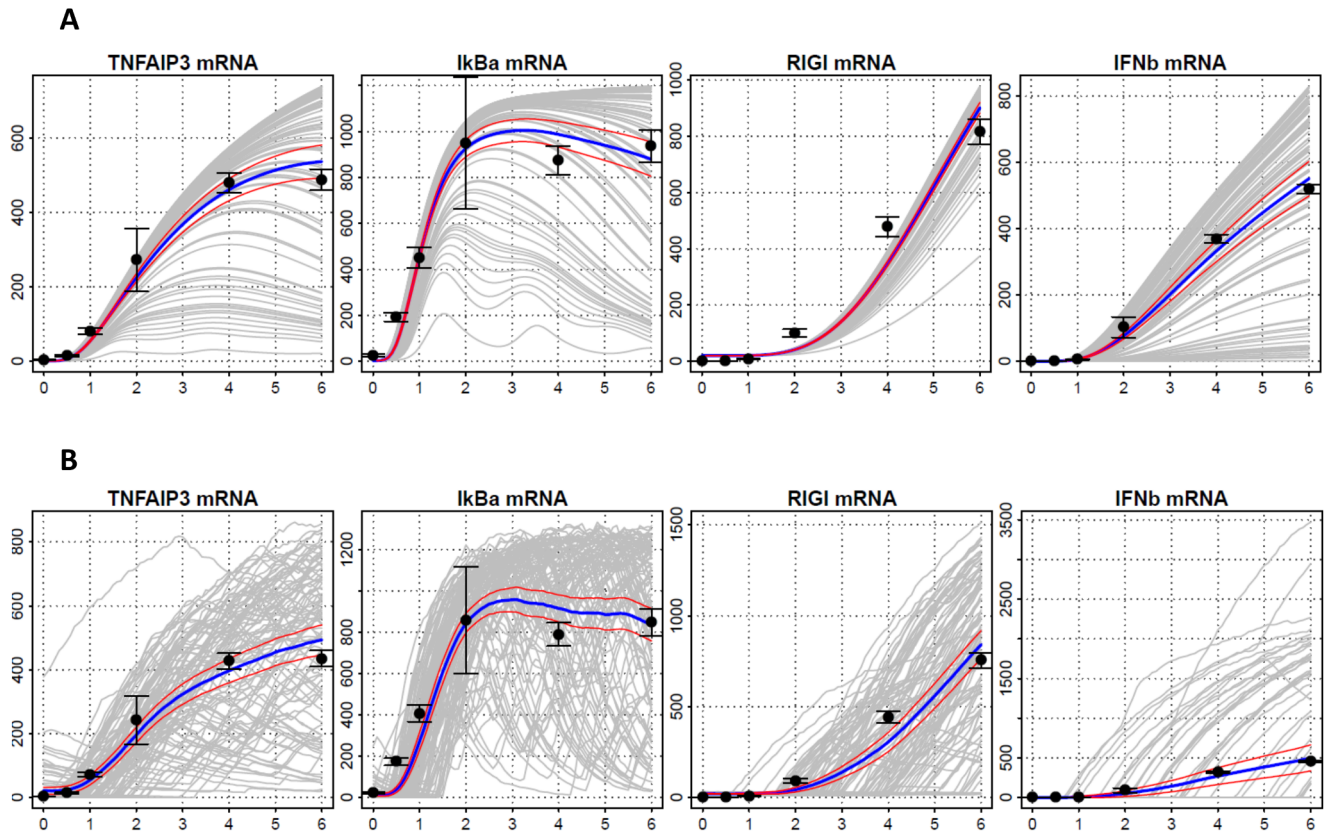 A
TNFAIP3 mRNA
IkBa mRNA
RIGI mRNA
IFNb mRNA
0 200 400 600
0 200 400 600 800 1000
0 200 400 600 800 1000
0 200 400 600 800
0 1 2 3 4 5 6
0 1 2 3 4 5 6
0 1 2 3 4 5 6
0 1 2 3 4 5 6
B
TNFAIP3 mRNA
IkBa mRNA
RIGI mRNA
IFNb mRNA
0 200 400 600 800
0 200 400 600 800 1200
0 500 1000 1500
0 500 1500 2500 3500
0 1 2 3 4 5 6
0 1 2 3 4 5 6
0 1 2 3 4 5 6
0 1 2 3 4 5 6